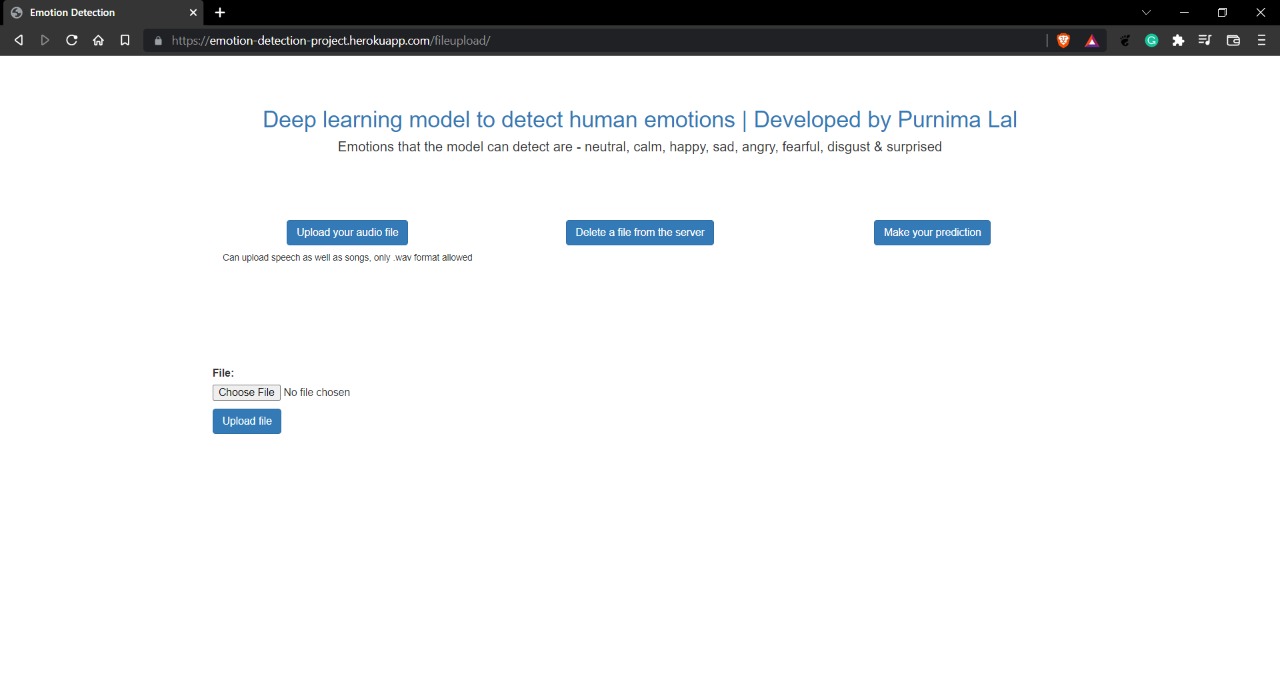 Emotion Detection
https://emotion-detection-project.herokuapp.com/fileupload/
Deep learning model to detect human emotions | Developed by Purnima Lal
Emotions that the model can detect are - neutral, calm, happy, sad, angry, fearful, disgust & surprised
Upload your audio file
Delete a file from the server
Make your prediction
Can upload speech as well as songs, only .wav format allowed
File:
Choose File No file chosen
Upload file